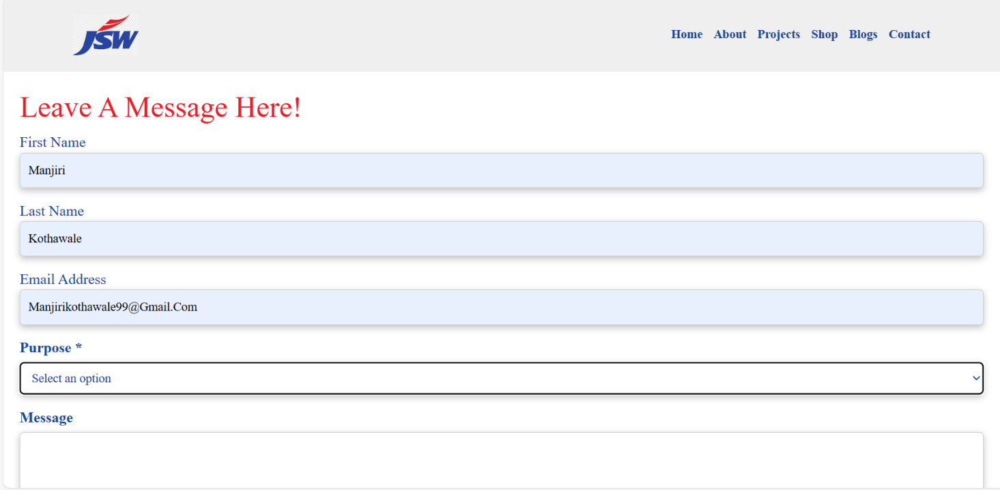 JSW
Home About Projects Shop Blogs Contact
Leave A Message Here!
First Name
Manjiri
Last Name
Kothawale
Email Address
Manjirikothawale99@Gmail.Com
Purpose *
Select an option
Message